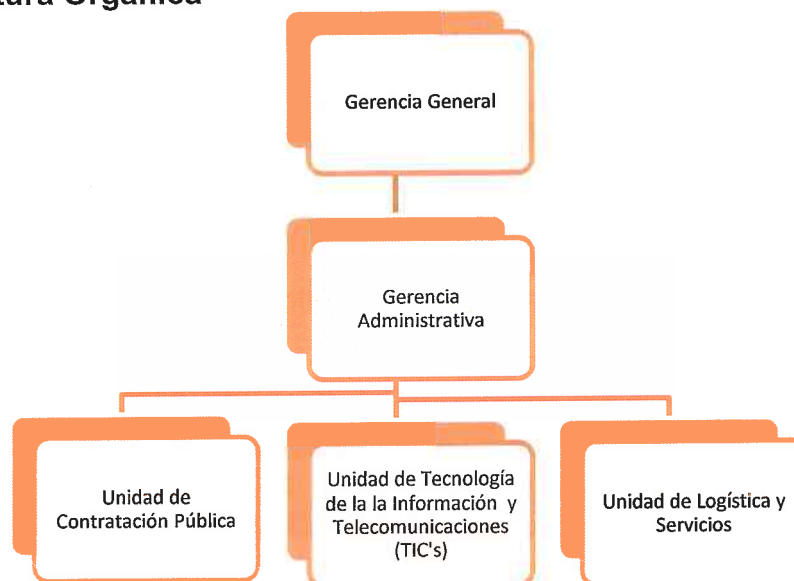 Gerencia General
Gerencia
Administrativa
Unidad de
Contratación Pública
Unidad de Tecnología
de la la Información y
Telecomunicaciones
(TIC's)
Unidad de Logística y
Servicios